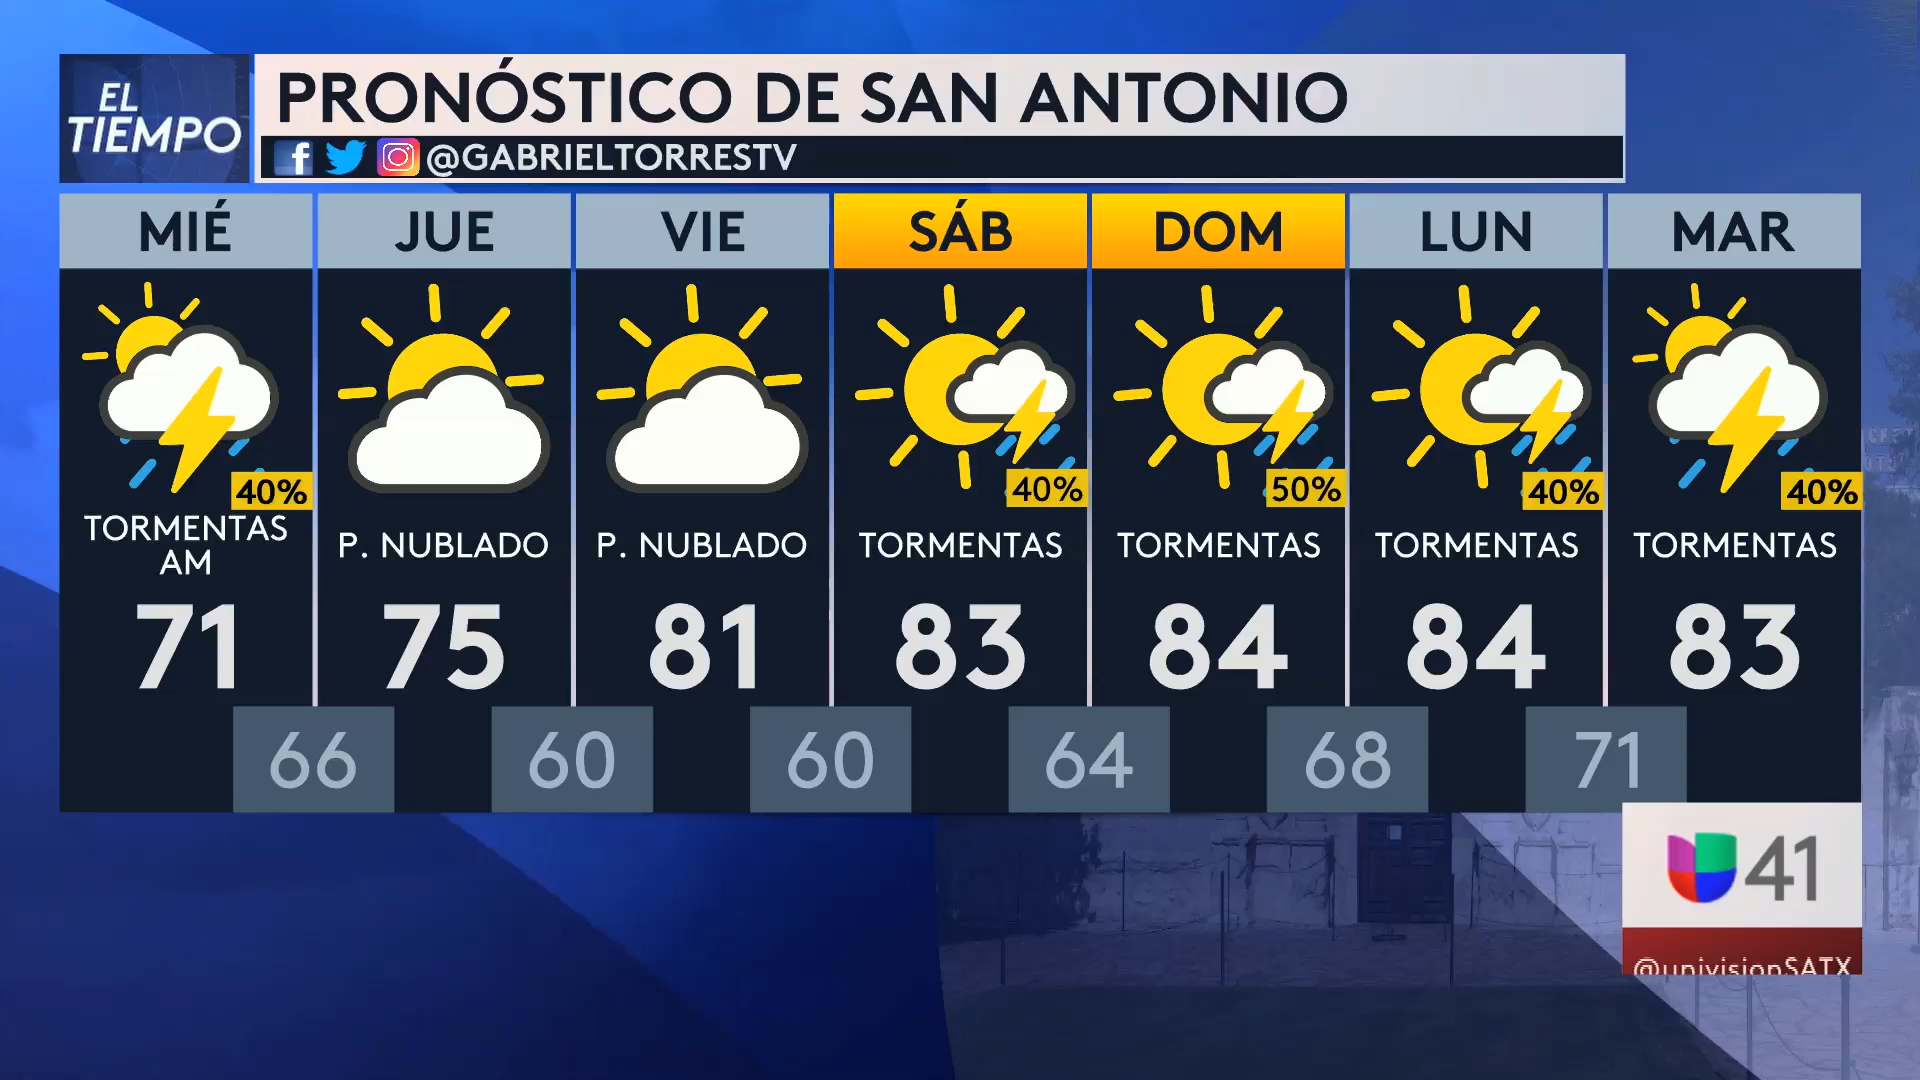 EL
TIEMPO
PRONÓSTICO DE SAN ANTONIO
@GABRIELTORRESTV
MIÉ JUE VIE SÁB DOM LUN MAR
40% 40% 50% 40% 40%
TORMENTAS
AM
P. NUBLADO P. NUBLADO TORMENTAS TORMENTAS TORMENTAS TORMENTAS
71 75 81 83 84 84 83
66 60 60 64 68 71
41
@univisionSATX